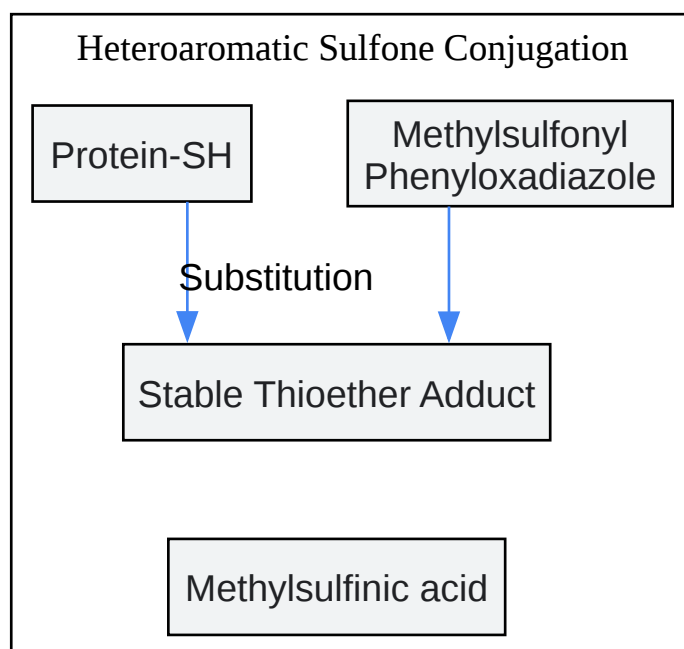 Heteroaromatic Sulfone Conjugation
Protein-SH
Methylsulfonyl
Phenyloxadiazole
Substitution
Stable Thioether Adduct
Methylsulfinic acid